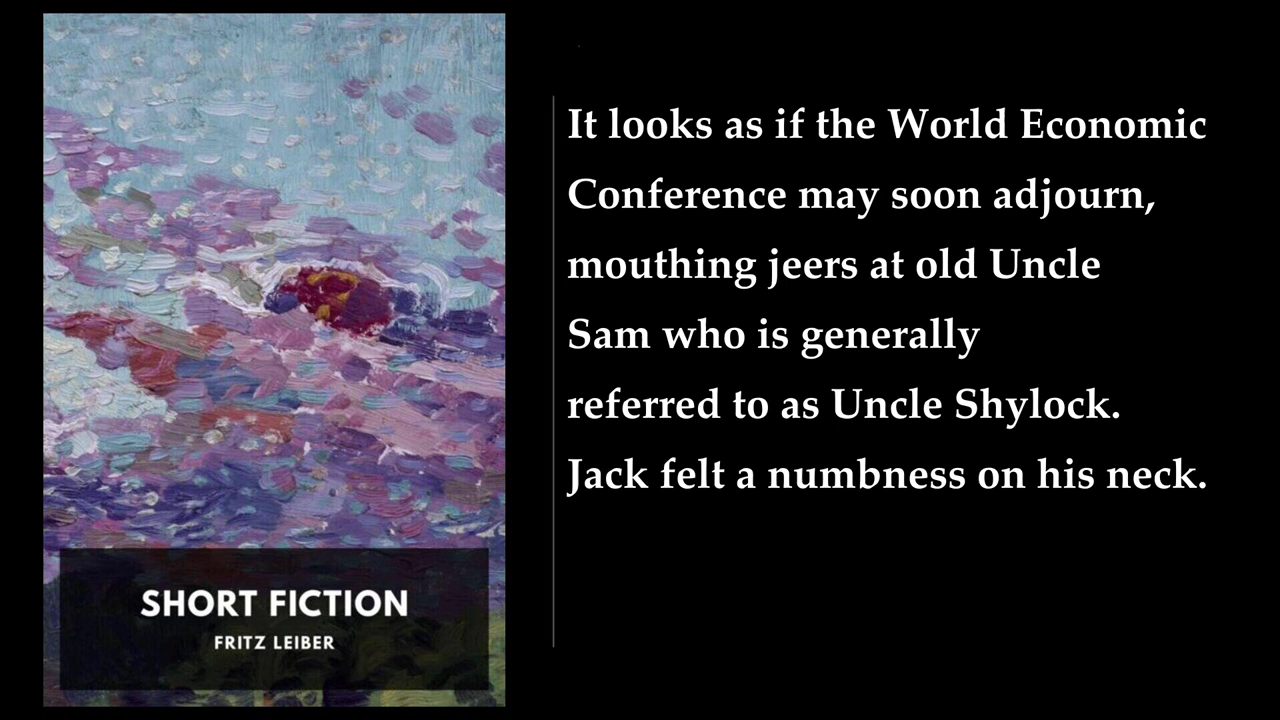 SHORT FICTION
FRITZ LEIBER
It looks as if the World Economic
Conference may soon adjourn,
mouthing jeers at old Uncle
Sam who is generally
referred to as Uncle Shylock.
Jack felt a numbness on his neck.